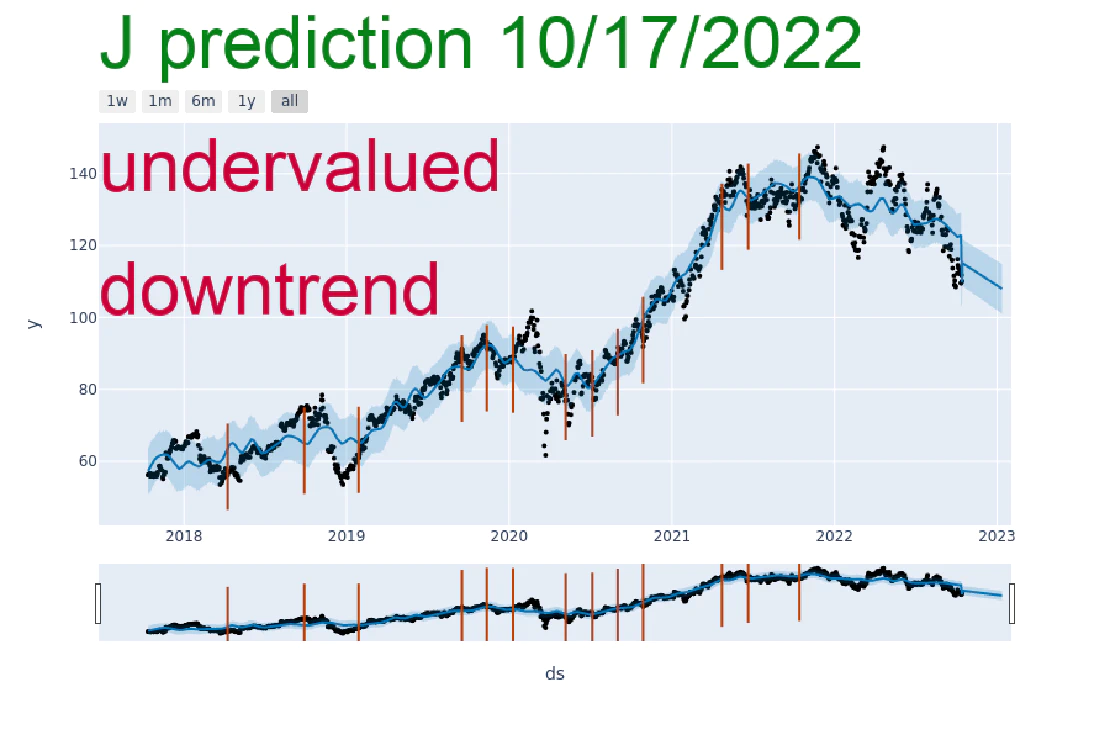 J prediction 10/17/2022
1w 1m 6m 1y all
undervalued
downtrend
140
120
100
80
60
y
2018 2019 2020 2021 2022 2023
ds